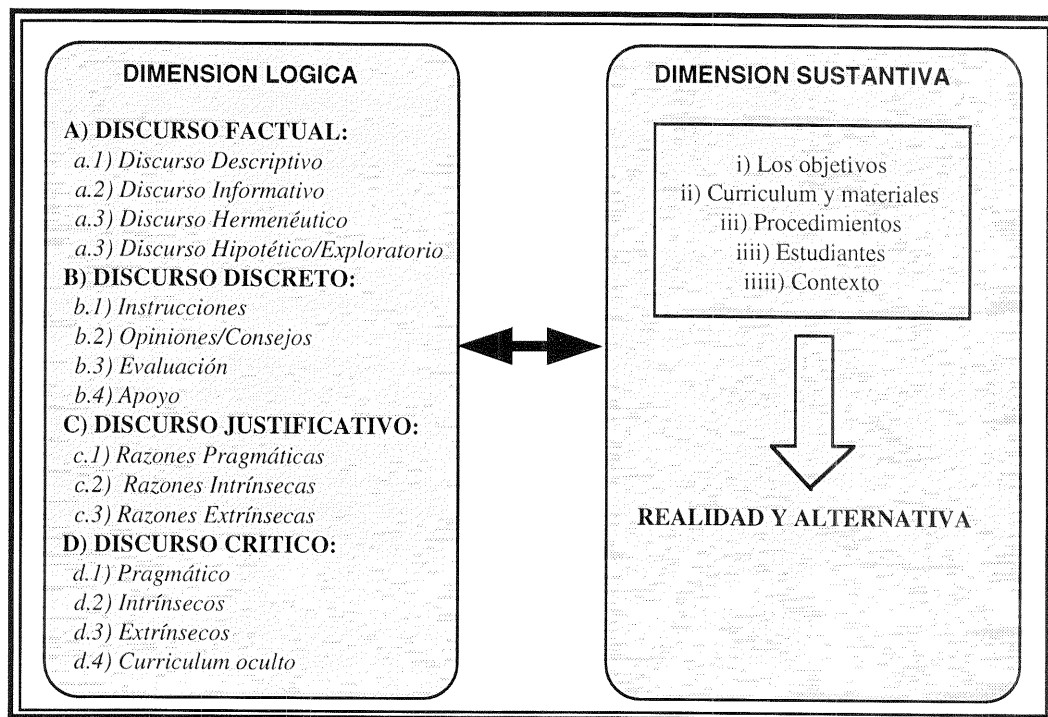 DIMENSION LOGICA
A) DISCURSO FACTUAL:
a.1) Discurso Descriptivo
a.2) Discurso Informativo
a.3) Discurso Hermenéutico
a.3) Discurso Hipotético/Exploratorio
B) DISCURSO DISCRETO:
b.1) Instrucciones
b.2) Opiniones/Consejos
b.3) Evaluación
b.4) Apoyo
C) DISCURSO JUSTIFICATIVO:
c.1) Razones Pragmáticas
c.2) Razones Intrínsecas
c.3) Razones Extrínsecas
D) DISCURSO CRITICO:
d.1) Pragmático
d.2) Intrínsecos
d.3) Extrínsecos
d.4) Curriculum oculto
DIMENSION SUSTANTIVA
i) Los objetivos
ii) Curriculum y materiales
iii) Procedimientos
iiii) Estudiantes
iiiii) Contexto
REALIDAD Y ALTERNATIVA